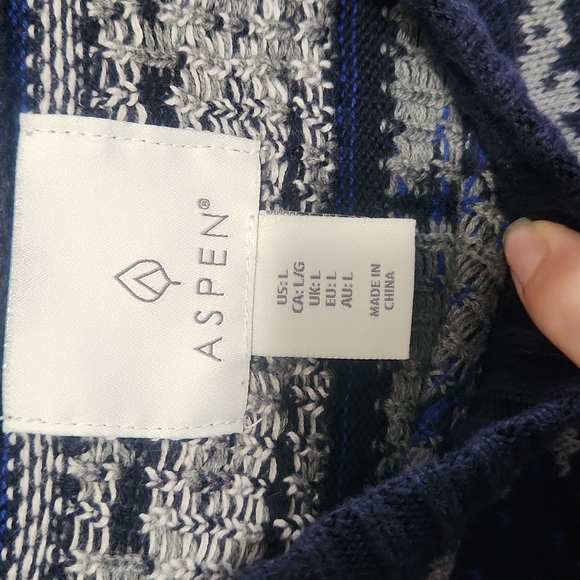 ASPEN®
US: L
CA: L/G
UK: L
EU: L
AU: L
MADE IN
CHINA